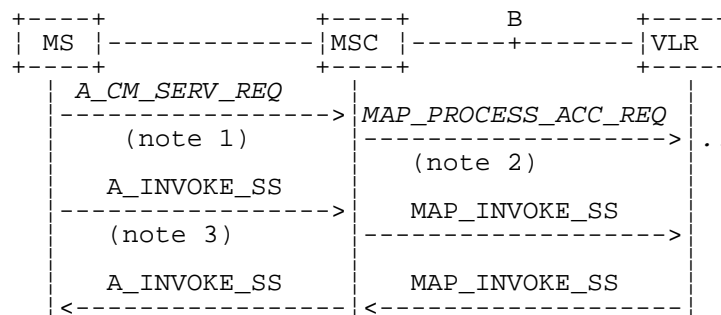 B
MS MSC VLR
A_CM_SERV_REQ
MAP_PROCESS_ACC_REQ
(note 1) ..
(note 2)
A_INVOKE_SS
MAP_INVOKE_SS
(note 3)
A_INVOKE_SS MAP_INVOKE_SS